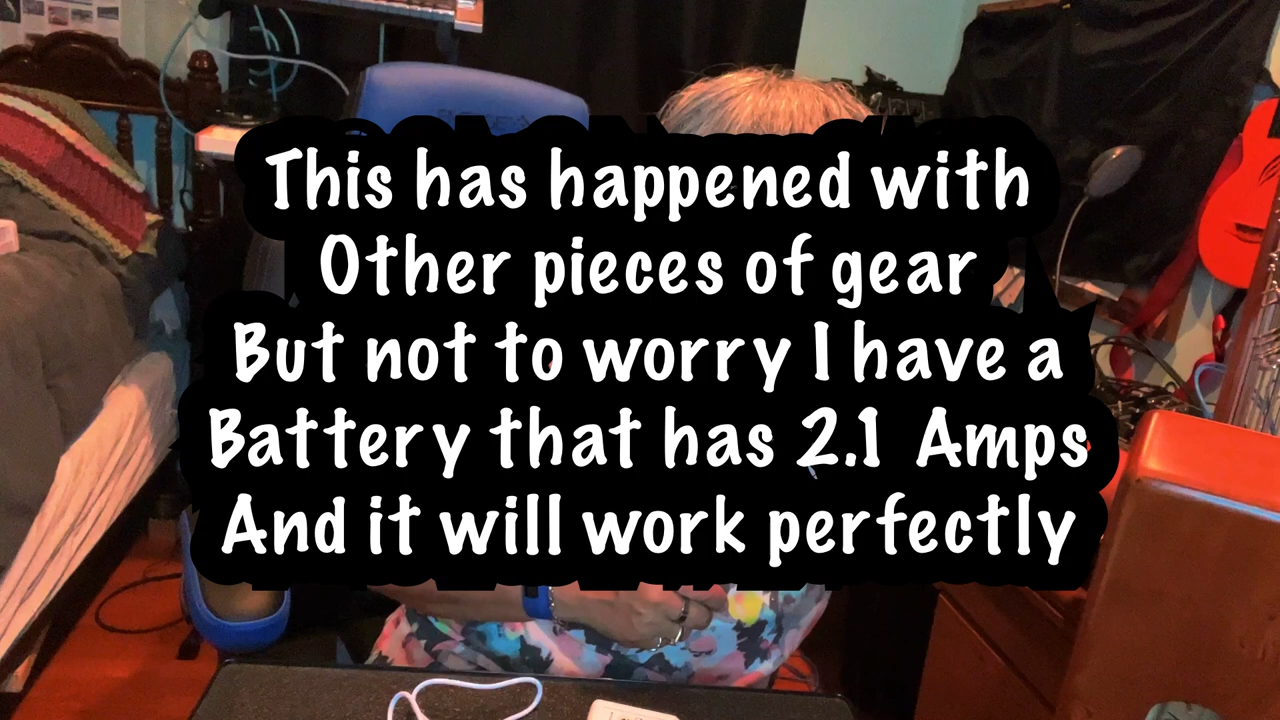 This has happened with
Other pieces of gear
But not to worry I have a
Battery that has 2.1 Amps
And it will work perfectly